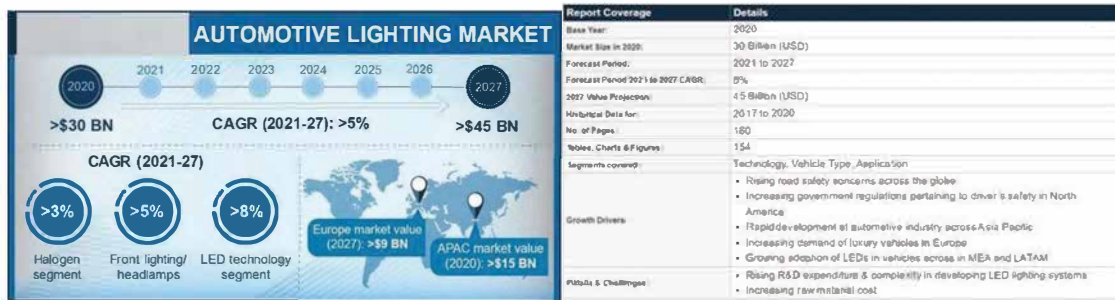 AUTOMOTIVE LIGHTING MARKET
2020
2021
2022
2023
2024
2025
2026
2027
>$30 BN
CAGR (2021-27): >5%
>$45 BN
CAGR (2021-27)
>3%
>5%
>8%
Halogen
segment
Front lighting/
headlamps
LED technology
segment
Europe market value
(2027): >$9 BN
APAC market value
(2020): >$15 BN
Report Coverage Details
Base Year: 2020
Market Size in 2020: 30 Billion (USD)
Forecast Period: 2021 to 2027
Forecast Period 2021 to 2027 CAGR:
2027 Value Projection: 45 Billion (USD)
Historical Data for: 2017 to 2020
No. of Pages: 180
Tables, Charts & Figures: 154
Segments covered: Technology, Vehicle Type, Application
Growth Drivers:
• Rising road safety concerns across the globe
• Increasing government regulations pertaining to driver's safety in North
America
• Rapid development of automotive industry across Asia Pacific
• Increasing demand of luxury vehicles in Europe
• Growing adoption of LEDs in vehicles across in MEA and LATAM
Pitfalls & Challenges:
• Rising R&D expenditure & complexity in developing LED lighting systems
• Increasing raw material cost